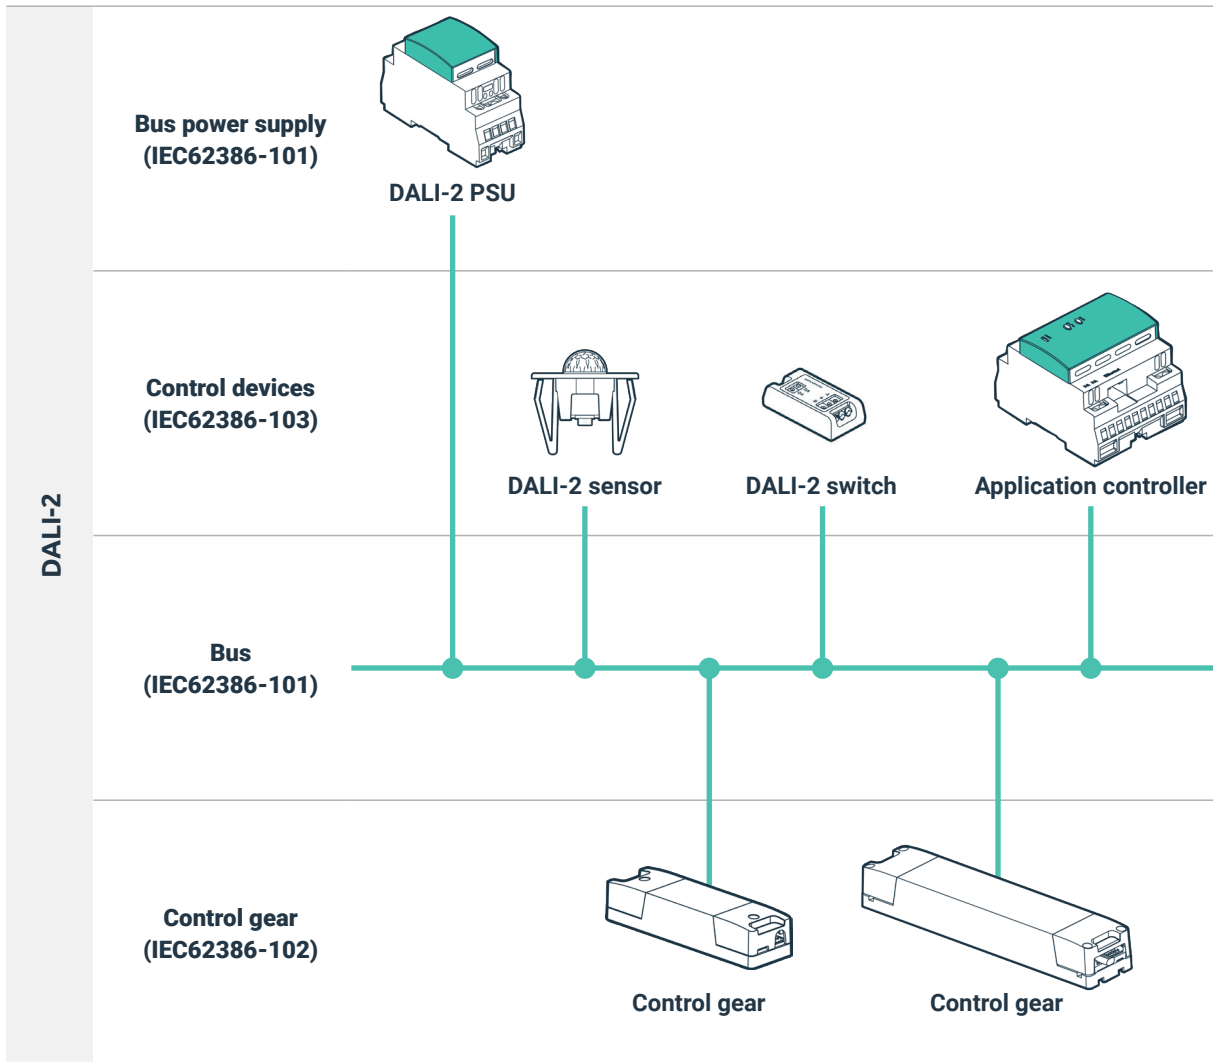 DALI-2
Bus power supply
(IEC62386-101)
DALI-2 PSU
Control devices
(IEC62386-103)
DALI-2 sensor
DALI-2 switch
Application controller
Bus
(IEC62386-101)
Control gear
(IEC62386-102)
Control gear
Control gear